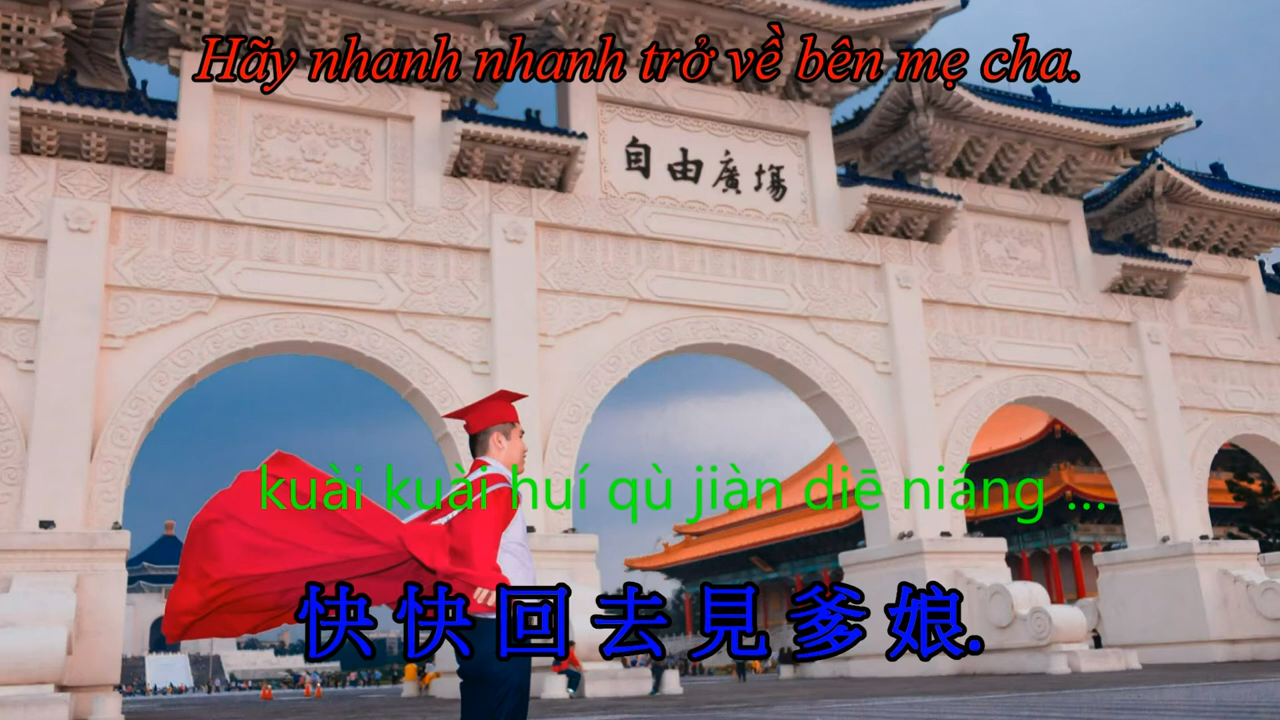 Hãy nhanh nhanh trở về bên mẹ cha.
自由廣場
kuài kuài huí qù jiàn diē niáng ...
快快回去見爹娘.